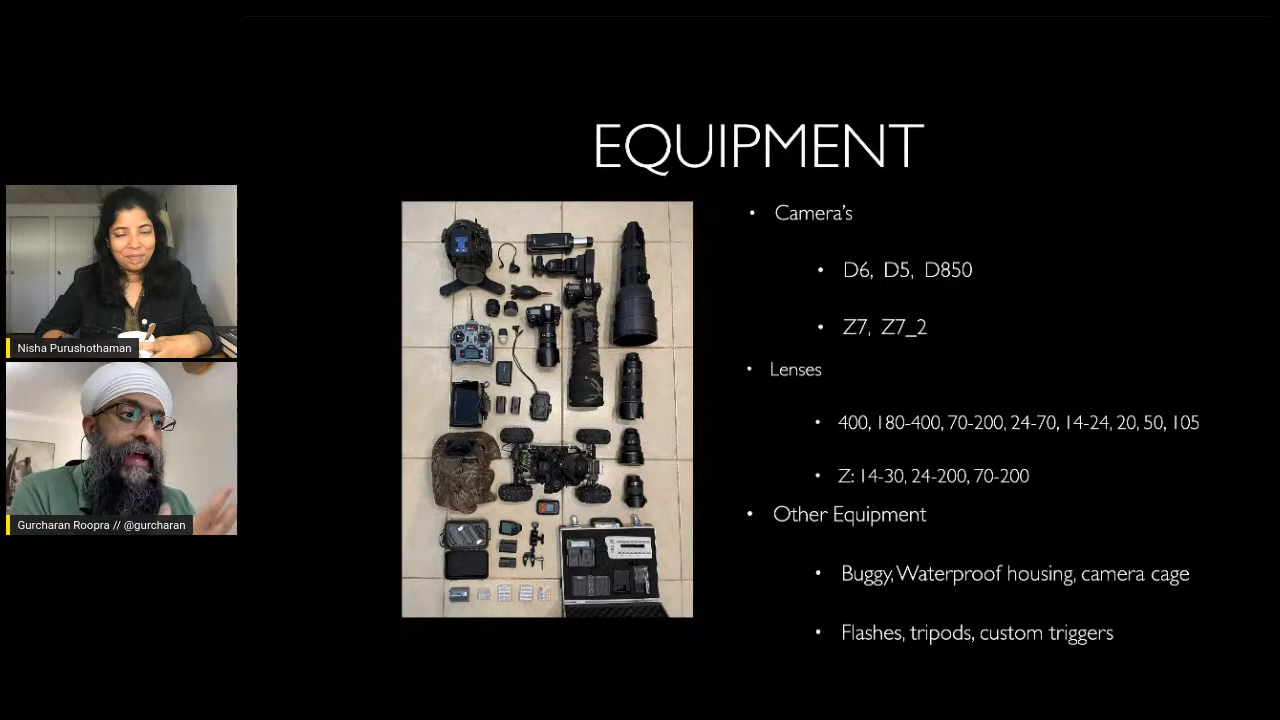 EQUIPMENT
Nisha Purushothaman
Gurcharan Roopra // @gurcharan
• Camera's
• D6, D5, D850
• Z7, Z7_2
• Lenses
• 400, 180-400, 70-200, 24-70, 14-24, 20, 50, 105
• Z: 14-30, 24-200, 70-200
• Other Equipment
• Buggy, Waterproof housing, camera cage
• Flashes, tripods, custom triggers